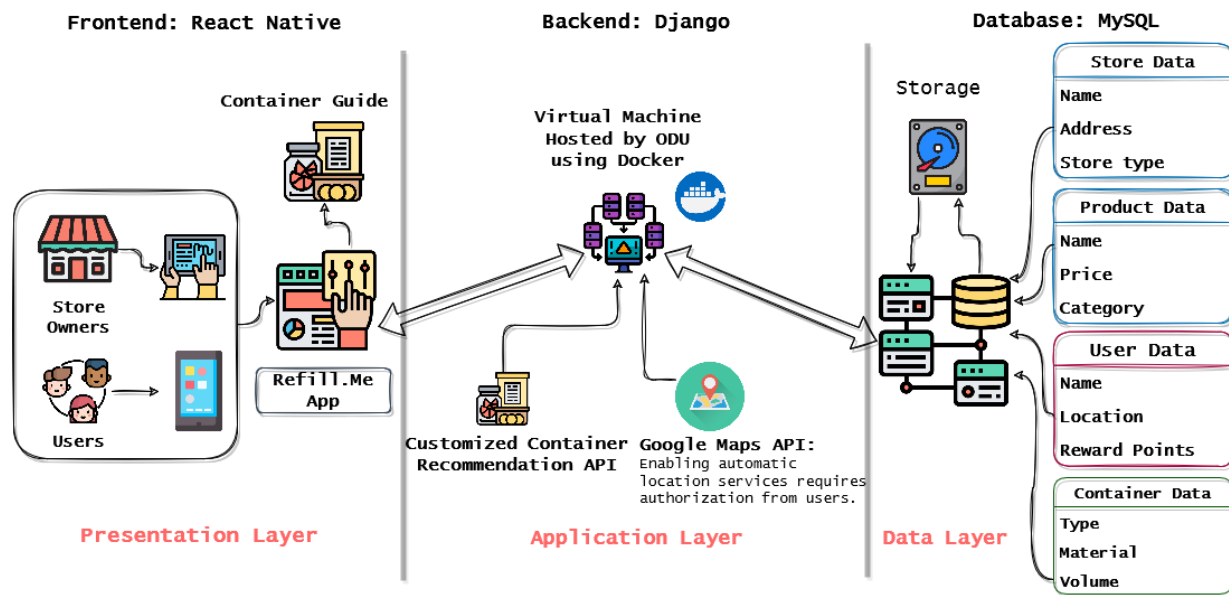 Frontend: React Native
Backend: Django
Database: MySQL
Container Guide
Store
Owners
Users
Refill.Me
App
Presentation Layer
Virtual Machine
Hosted by ODU
using Docker
Customized Container
Recommendation API
Google Maps API:
Enabling automatic
location services requires
authorization from users.
Application Layer
Storage
Data Layer
Store Data
Name
Address
Store type
Product Data
Name
Price
Category
User Data
Name
Location
Reward Points
Container Data
Type
Material
Volume